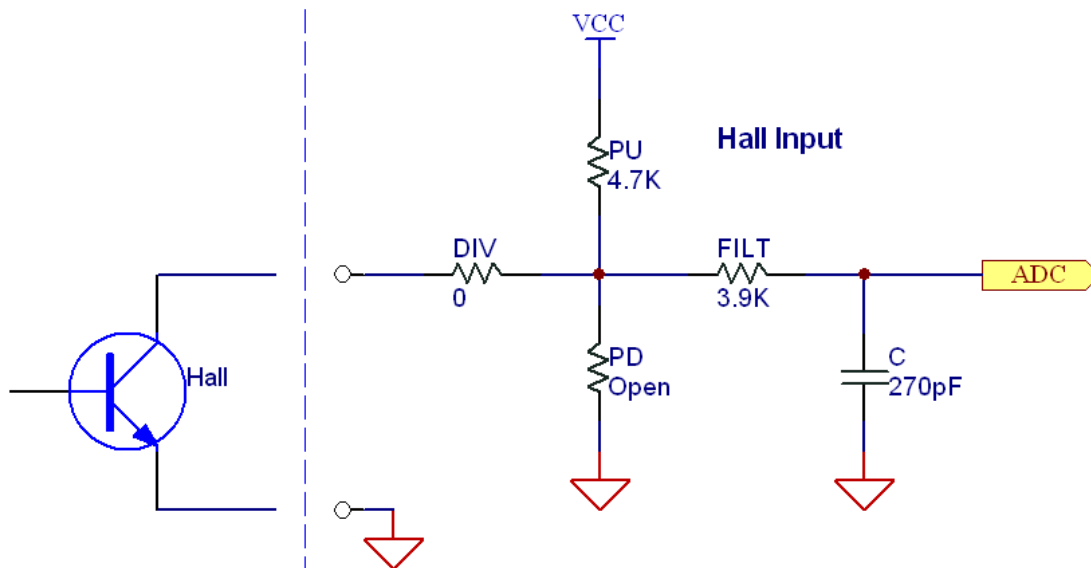 VCC
Hall Input
PU
4.7K
DIV
0
FILT
3.9K
ADC
Hall
PD
Open
C
270pF